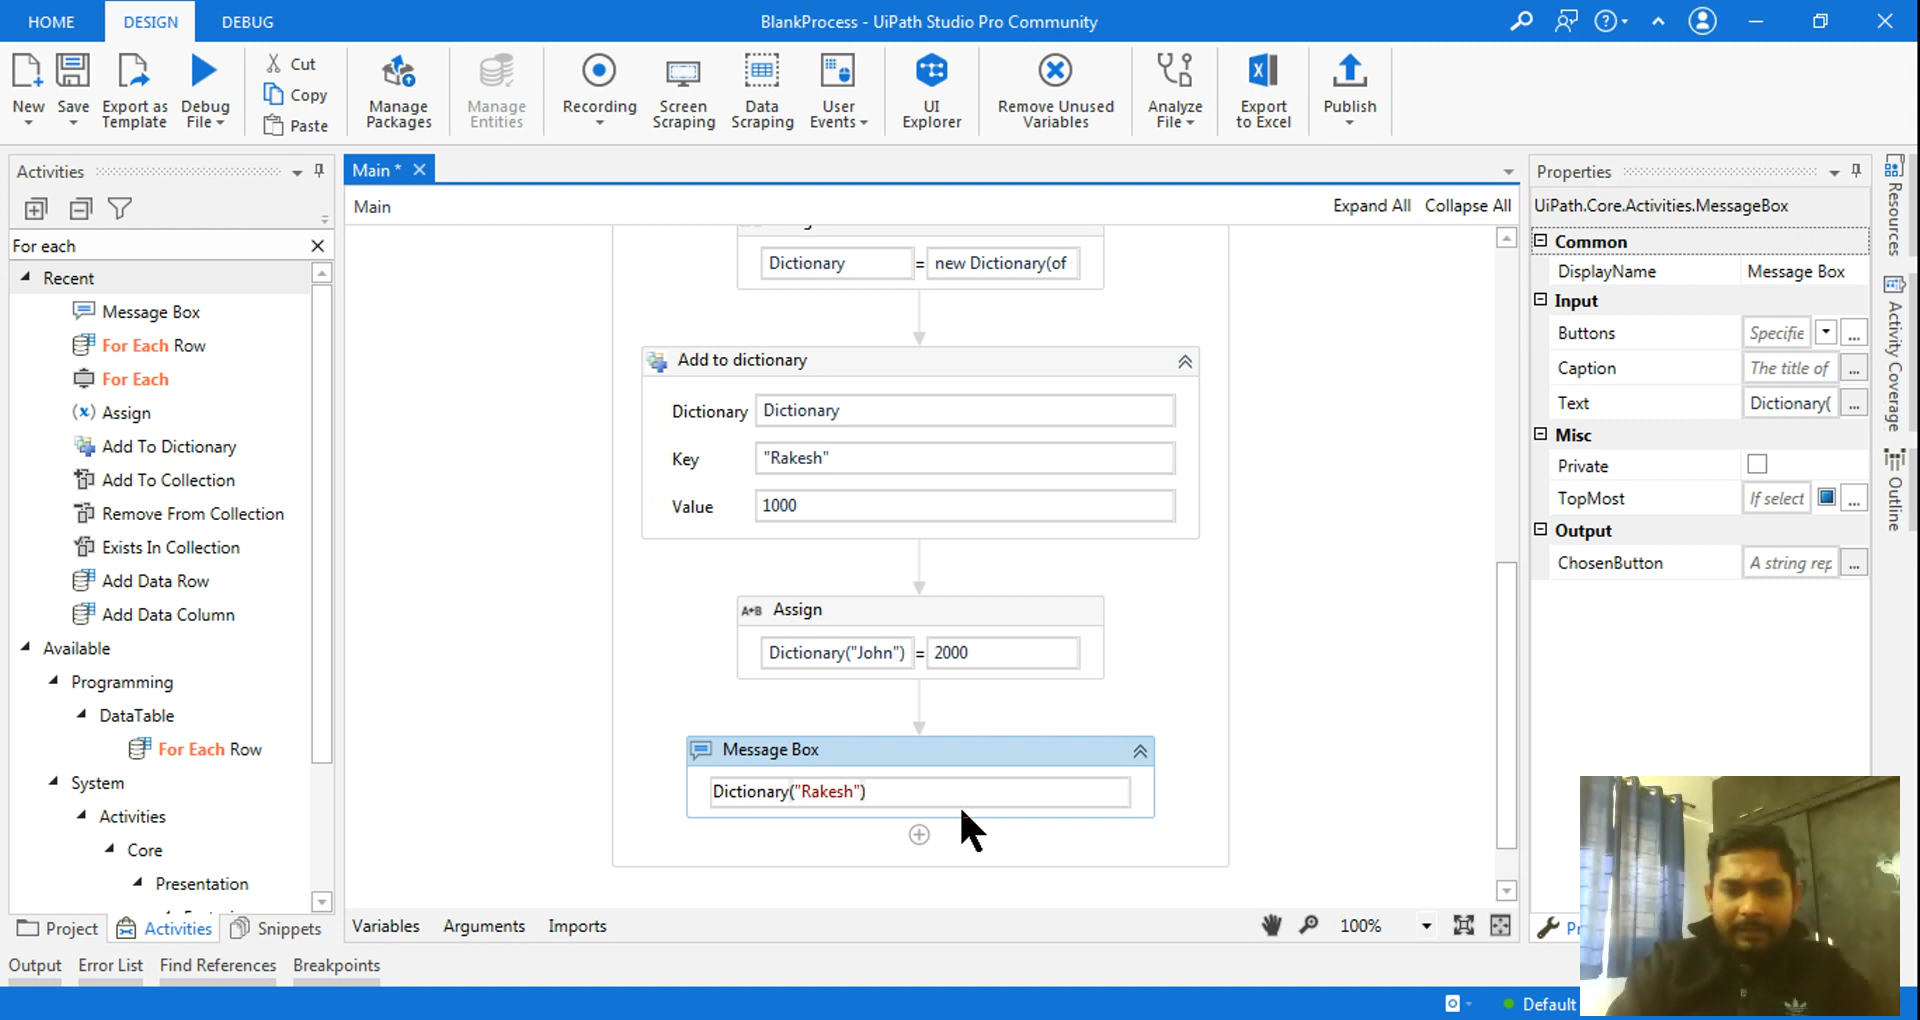 HOME DESIGN DEBUG BlankProcess - UiPath Studio Pro Community
New Save Export as Template Debug File Cut Copy Paste Manage Packages Manage Entities Recording Screen Scraping Data Scraping User Events UI Explorer Remove Unused Variables Analyze File Export to Excel Publish
Activities
For each
Recent
Message Box
For Each Row
For Each
(x) Assign
Add To Dictionary
Add To Collection
Remove From Collection
Exists In Collection
Add Data Row
Add Data Column
Available
Programming
DataTable
For Each Row
System
Activities
Core
Presentation
Project Activities Snippets
Main *
Main Expand All Collapse All
Dictionary = new Dictionary(of
Add to dictionary
Dictionary Dictionary
Key "Rakesh"
Value 1000
A+B Assign
Dictionary("John") = 2000
Message Box
Dictionary("Rakesh")
Variables Arguments Imports 100%
Properties
UiPath.Core.Activities.MessageBox
Common
DisplayName Message Box
Input
Buttons Specifie ...
Caption The title of ...
Text Dictionary( ...
Misc
Private
TopMost If select ...
Output
ChosenButton A string rep ...
Resources
Activity Coverage
Outline
Output Error List Find References Breakpoints
Default